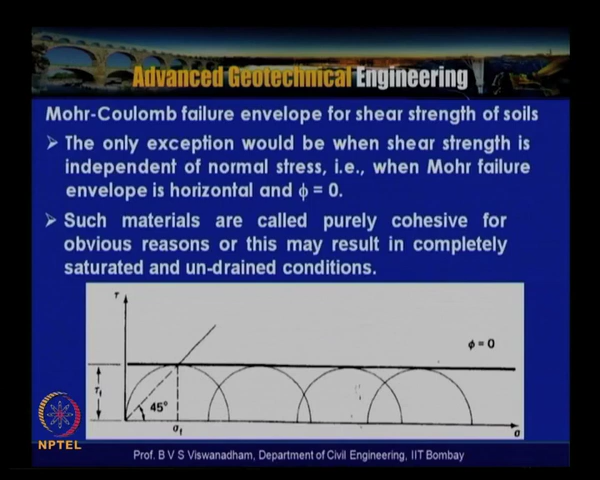 Advanced Geotechnical Engineering
Mohr-Coulomb failure envelope for shear strength of soils
➢ The only exception would be when shear strength is
independent of normal stress, i.e., when Mohr failure
envelope is horizontal and ϕ = 0.
➢ Such materials are called purely cohesive for
obvious reasons or this may result in completely
saturated and un-drained conditions.
τ
ϕ = 0
τf
45°
σf
σ
NPTEL
Prof. B V S Viswanadham, Department of Civil Engineering, IIT Bombay